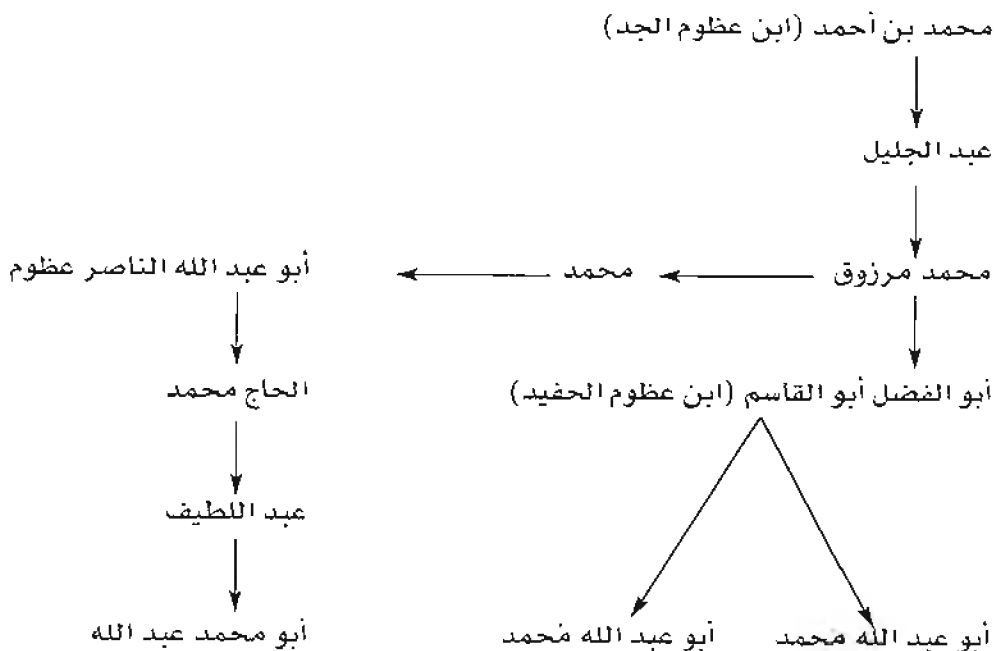 محمد بن أحمد (ابن عظوم الجد)
عبد الجليل
محمد مرزوق
محمد
أبو عبد الله الناصر عظوم
أبو الفضل أبو القاسم (ابن عظوم الحفيد)
الحاج محمد
عبد اللطيف
أبو عبد الله محمد
أبو عبد الله مُحمد
أبو محمد عبد الله